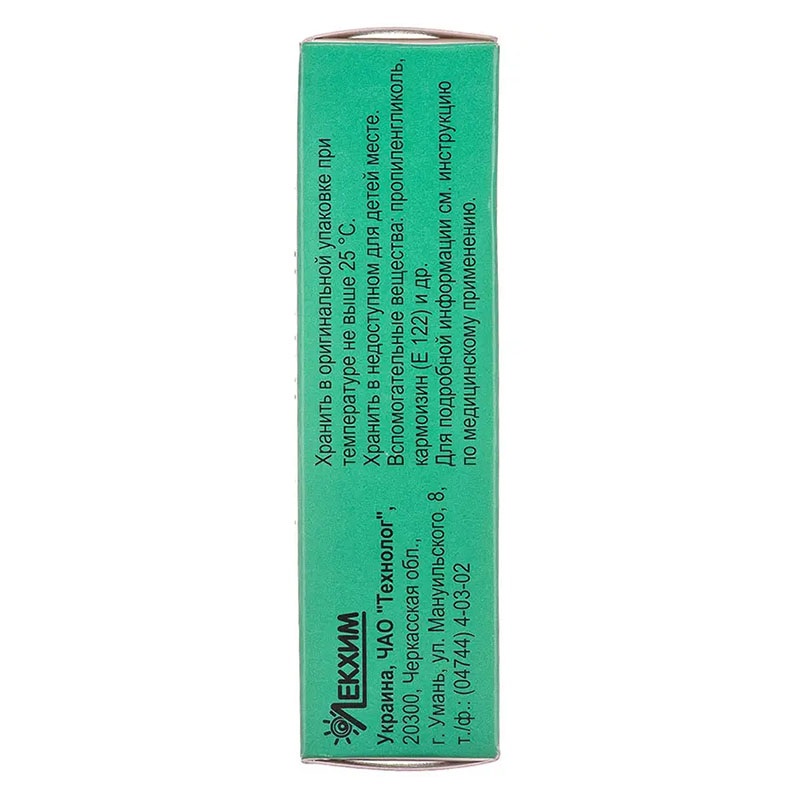 ЛЕКХИМ
Украина, ЧАО "Технолог",
20300, Черкасская обл.,
г. Умань, ул. Мануильского, 8,
т./ф.: (04744) 4-03-02
Хранить в оригинальной упаковке при
температуре не выше 25 °С.
Хранить в недоступном для детей месте.
Вспомогательные вещества: пропиленгликоль,
кармоизин (Е 122) и др.
Для подробной информации см. инструкцию
по медицинскому применению.